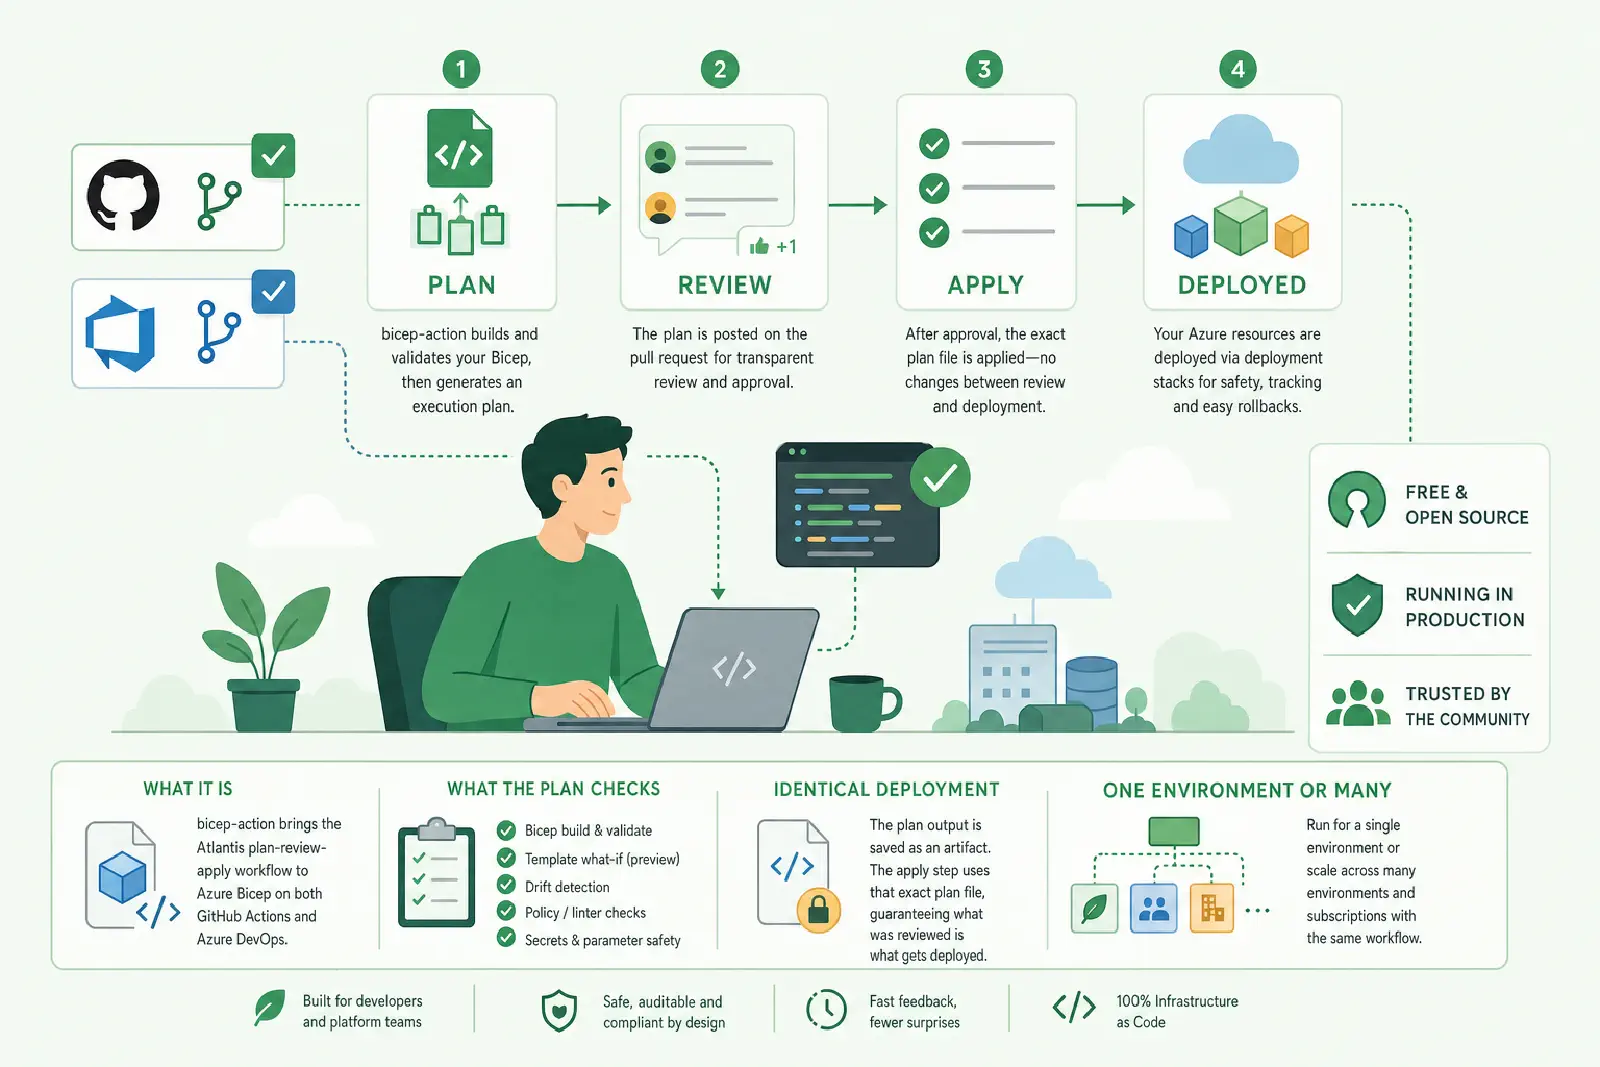 1
2
3
4
+1
PLAN
REVIEW
APPLY
DEPLOYED
bicep-action builds and
validates your Bicep,
then generates an
execution plan.
The plan is posted on the
pull request for transparent
review and approval.
After approval, the exact
plan file is applied—no
changes between review
and deployment.
Your Azure resources are
deployed via deployment
stacks for safety, tracking
and easy rollbacks.
FREE &
OPEN SOURCE
RUNNING IN
PRODUCTION
TRUSTED BY
THE COMMUNITY
WHAT IT IS
bicep-action brings the
Atlantis plan-review-
apply workflow to
Azure Bicep on both
GitHub Actions and
Azure DevOps.
WHAT THE PLAN CHECKS
Bicep build & validate
Template what-if (preview)
Drift detection
Policy / linter checks
Secrets & parameter safety
IDENTICAL DEPLOYMENT
The plan output is
saved as an artifact.
The apply step uses
that exact plan file,
guaranteeing what
was reviewed is
what gets deployed.
ONE ENVIRONMENT OR MANY
Run for a single
environment or
scale across many
environments and
subscriptions with
the same workflow.
Built for developers
and platform teams
Safe, auditable and
compliant by design
Fast feedback,
fewer surprises
100% Infrastructure
as Code